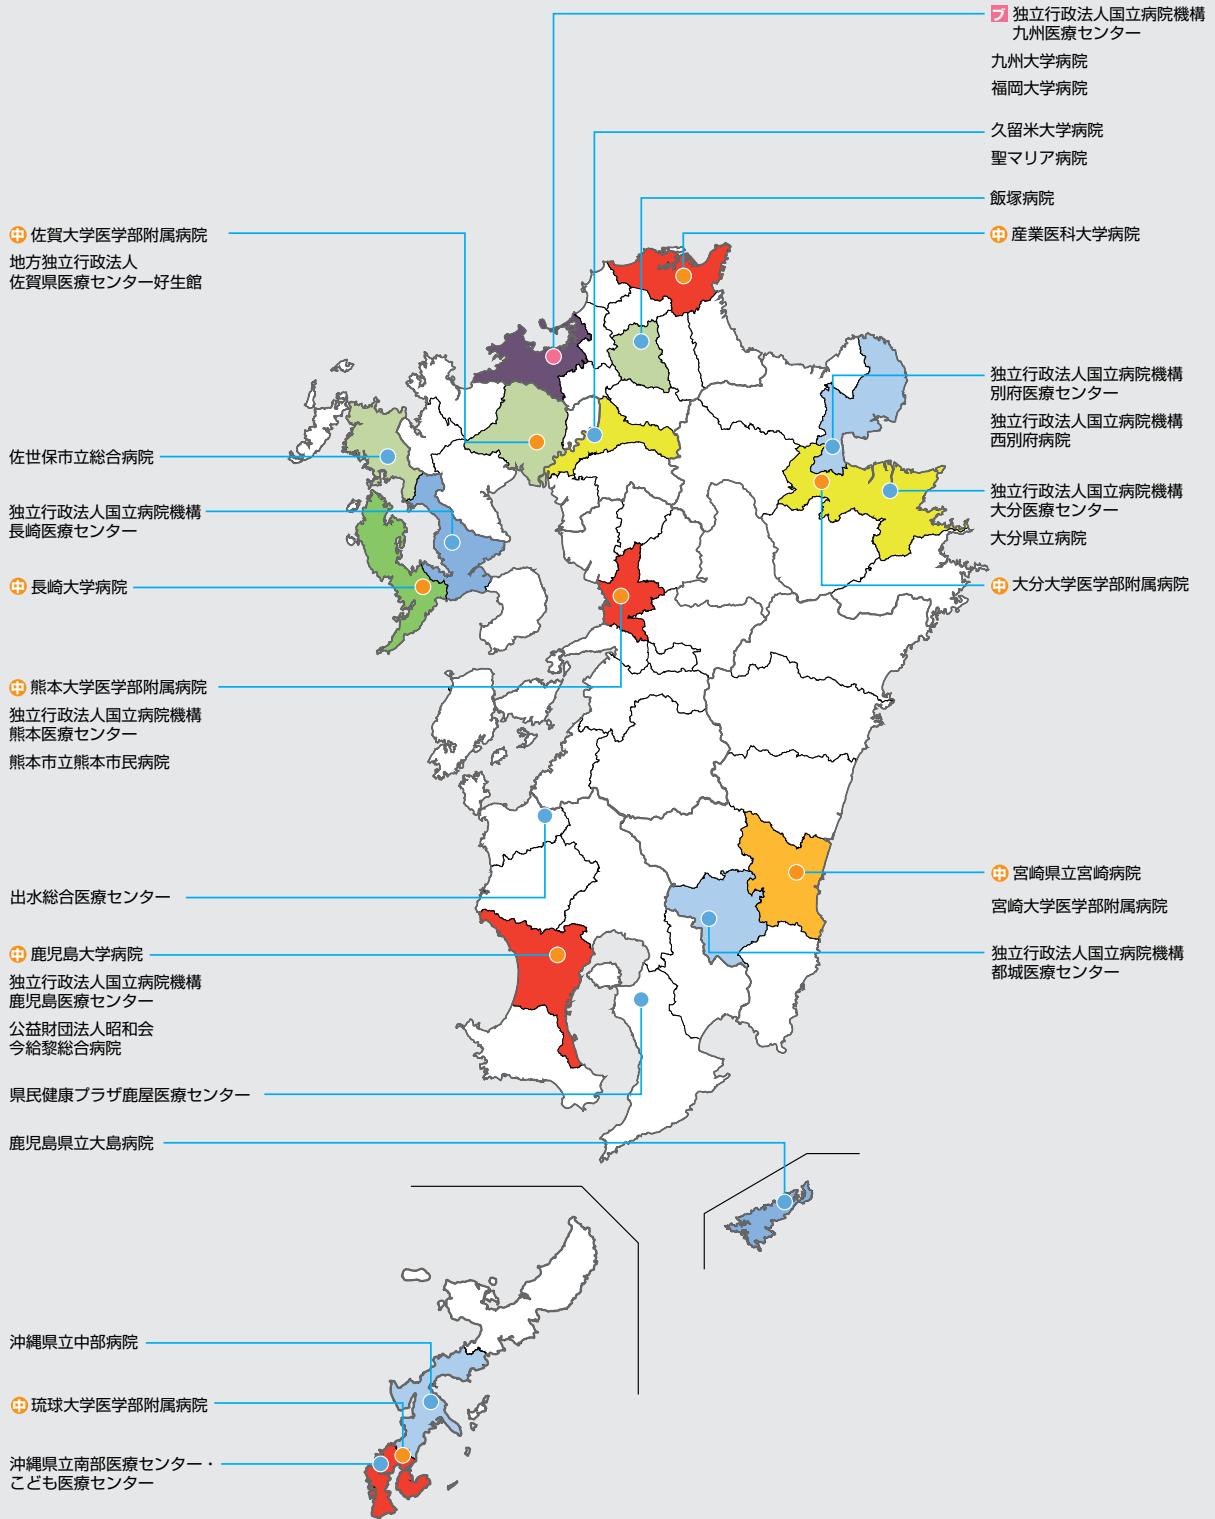 ブ 独立行政法人国立病院機構
九州医療センター
九州大学病院
福岡大学病院
久留米大学病院
聖マリア病院
飯塚病院
中 産業医科大学病院
中 佐賀大学医学部附属病院
地方独立行政法人
佐賀県医療センター好生館
独立行政法人国立病院機構
別府医療センター
独立行政法人国立病院機構
西別府病院
佐世保市立総合病院
独立行政法人国立病院機構
長崎医療センター
独立行政法人国立病院機構
大分医療センター
大分県立病院
中 長崎大学病院
中 大分大学医学部附属病院
中 熊本大学医学部附属病院
独立行政法人国立病院機構
熊本医療センター
熊本市立熊本市民病院
出水総合医療センター
中 宮崎県立宮崎病院
宮崎大学医学部附属病院
独立行政法人国立病院機構
都城医療センター
中 鹿児島大学病院
独立行政法人国立病院機構
鹿児島医療センター
公益財団法人昭和会
今給黎総合病院
県民健康プラザ鹿屋医療センター
鹿児島県立大島病院
沖縄県立中部病院
中 琉球大学医学部附属病院
沖縄県立南部医療センター・
こども医療センター